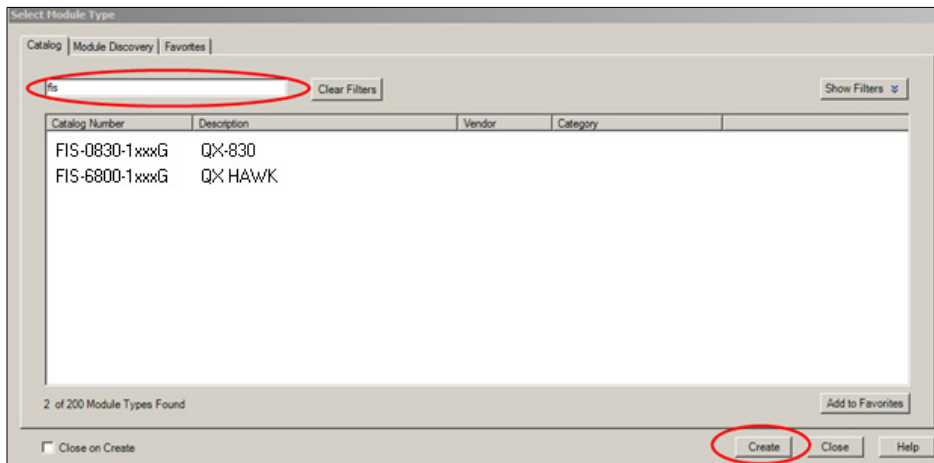 Select Module Type
Catalog Module Discovery Favorites
fis Clear Filters Show Filters
Catalog Number Description Vendor Category
FIS-0830-1xxxG QX-830
FIS-6800-1xxxG QX HAWK
2 of 200 Module Types Found Add to Favorites
Close on Create Create Close Help